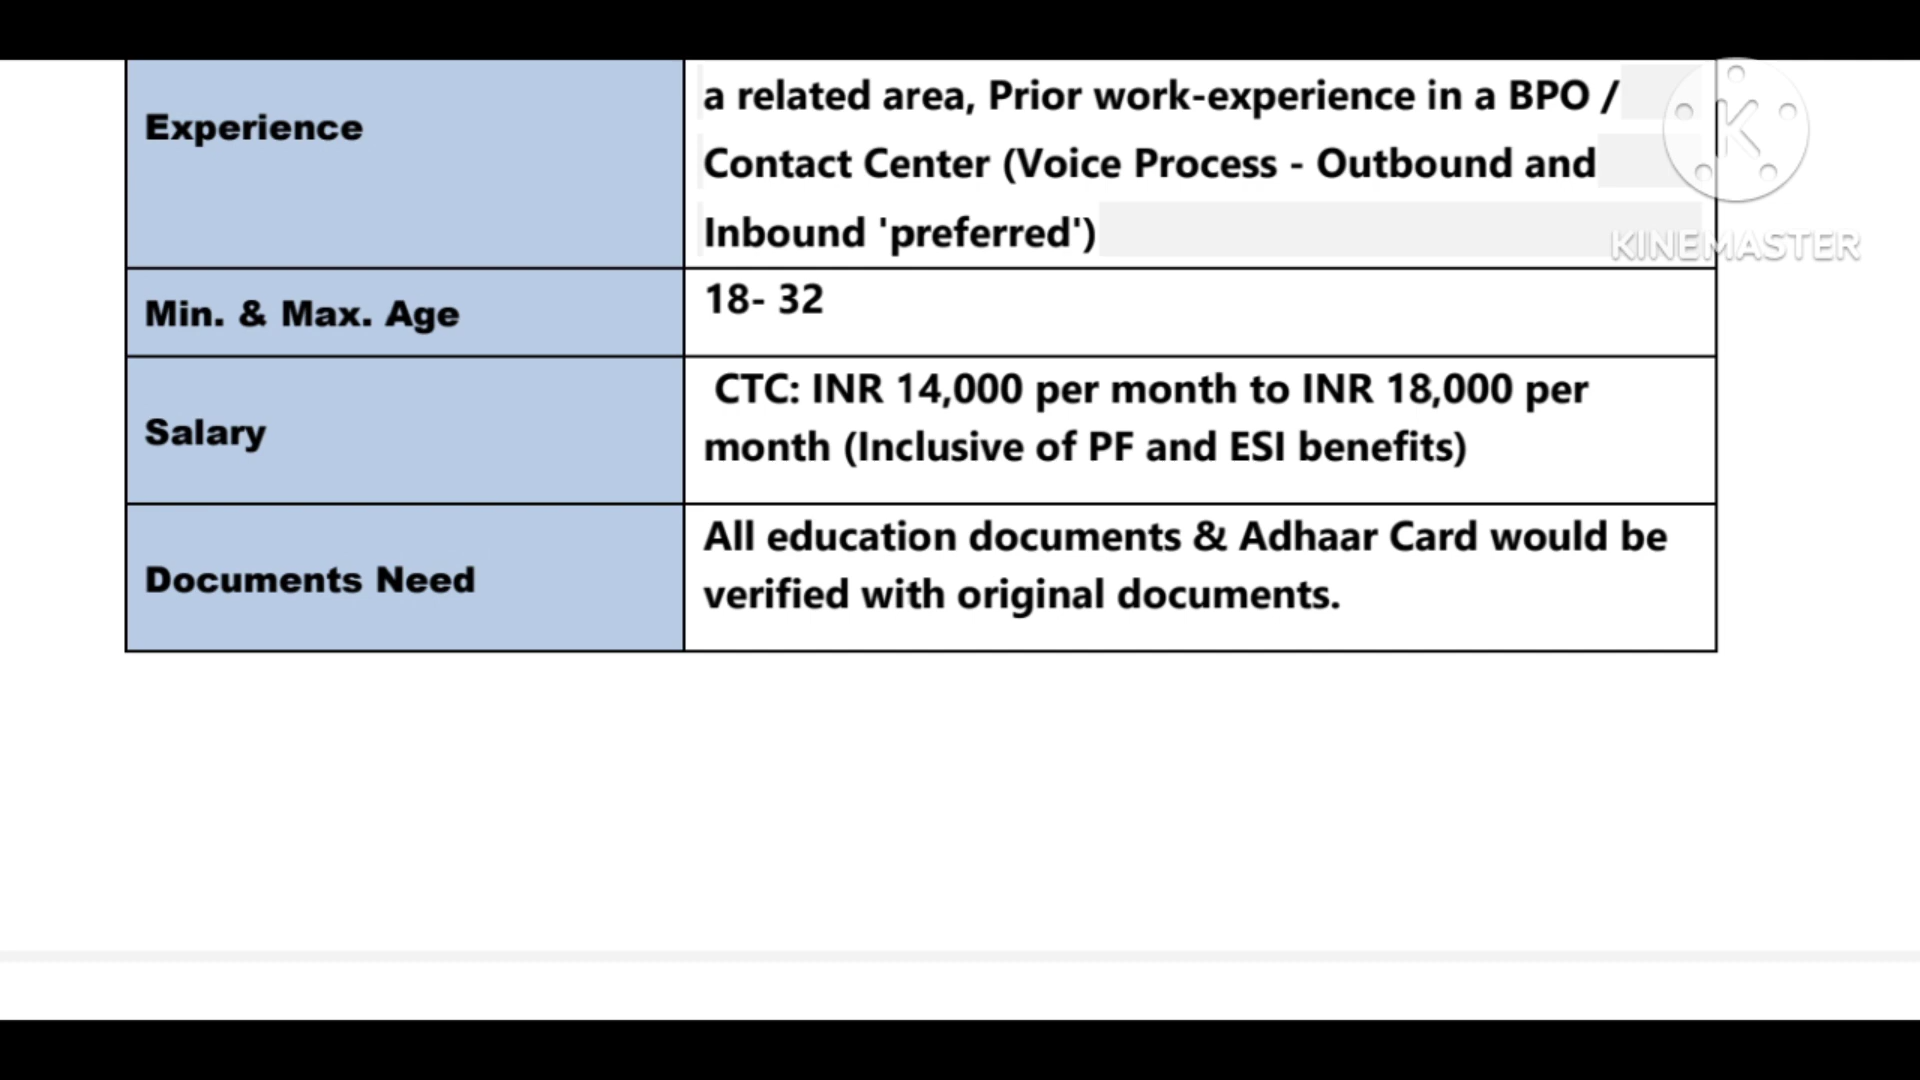 Experience
a related area, Prior work-experience in a BPO /
Contact Center (Voice Process - Outbound and
Inbound 'preferred')
KINEMASTER
Min. & Max. Age
18- 32
Salary
CTC: INR 14,000 per month to INR 18,000 per
month (Inclusive of PF and ESI benefits)
Documents Need
All education documents & Adhaar Card would be
verified with original documents.